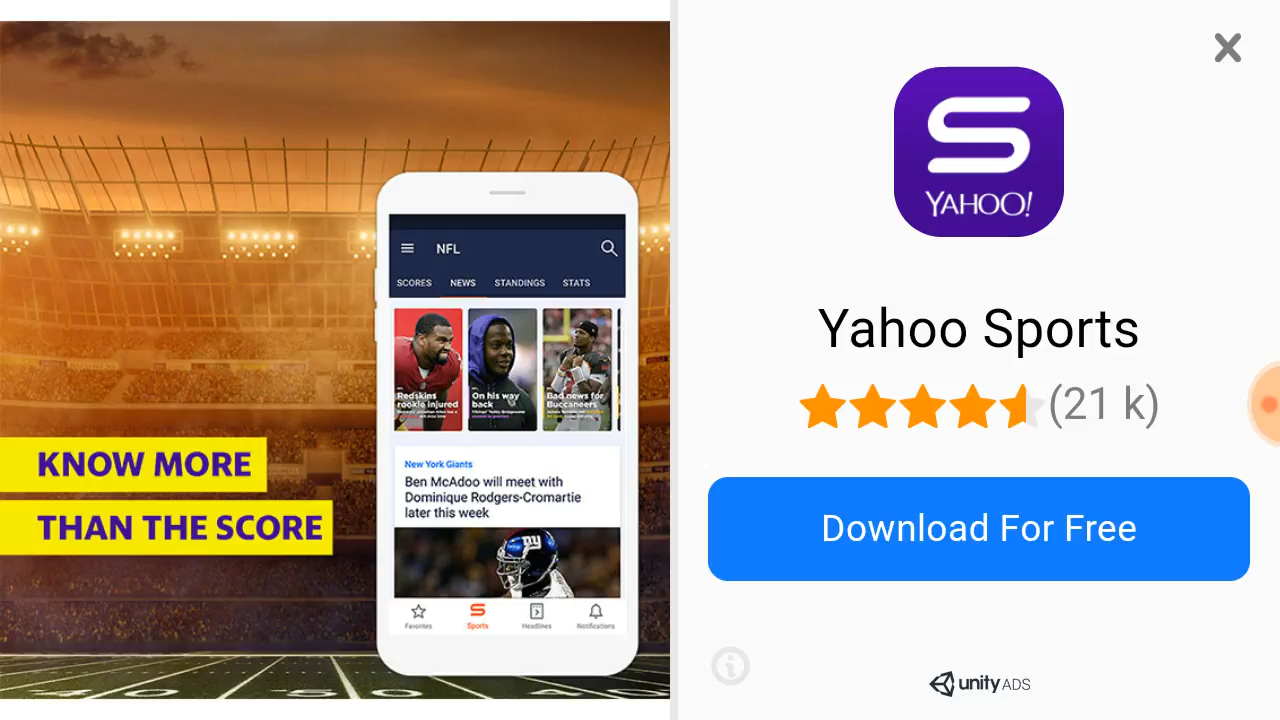 KNOW MORE
THAN THE SCORE
NFL
SCORES NEWS STANDINGS STATS
Redskins
rookie injured
On his way
back
Bad news for
Buccaneers
New York Giants
Ben McAdoo will meet with
Dominique Rodgers-Cromartie
later this week
Favorites Sports Headlines Notifications
S
YAHOO!
Yahoo Sports
(21 k)
Download For Free
unity ADS